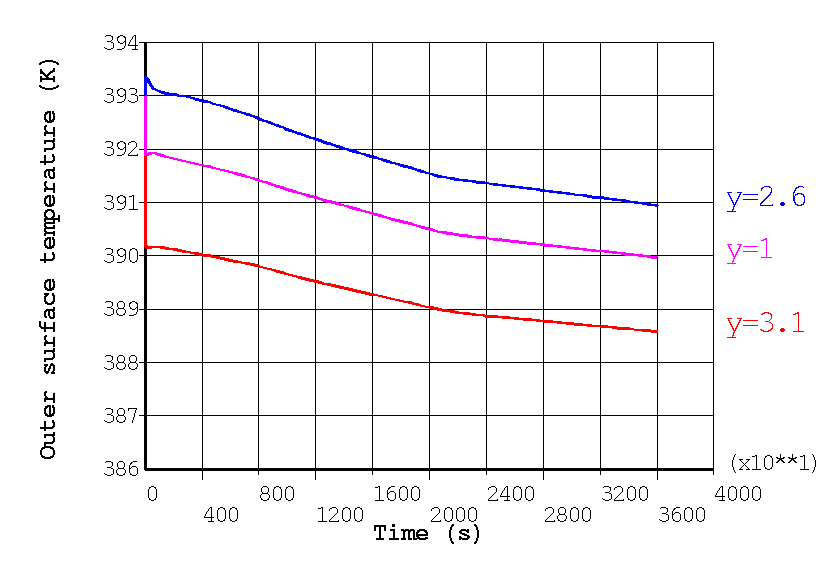 Outer surface temperature (K)
394
393
392
391
390
389
388
387
386
y=2.6
y=1
y=3.1
(x10**1)
0 800 1600 2400 3200 4000
400 1200 2000 2800 3600
Time (s)